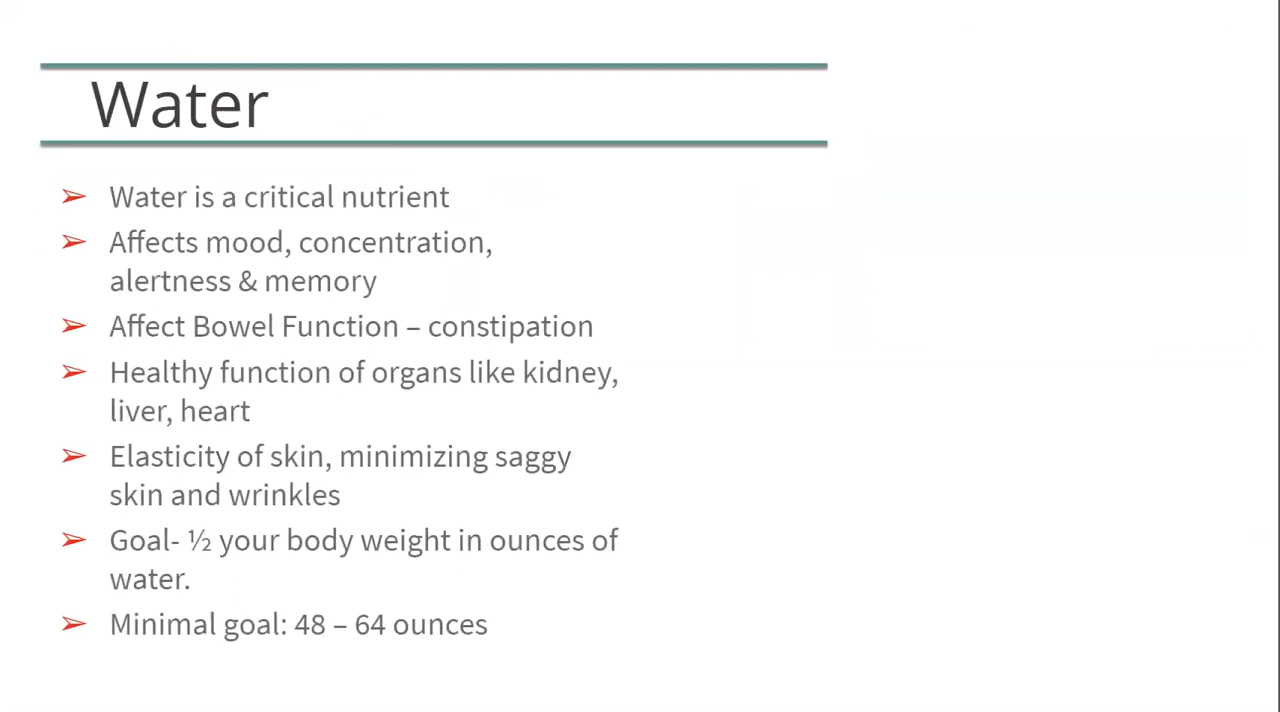 Water
➢ Water is a critical nutrient
➢ Affects mood, concentration,
alertness & memory
➢ Affect Bowel Function – constipation
➢ Healthy function of organs like kidney,
liver, heart
➢ Elasticity of skin, minimizing saggy
skin and wrinkles
➢ Goal- ½ your body weight in ounces of
water.
➢ Minimal goal: 48 – 64 ounces